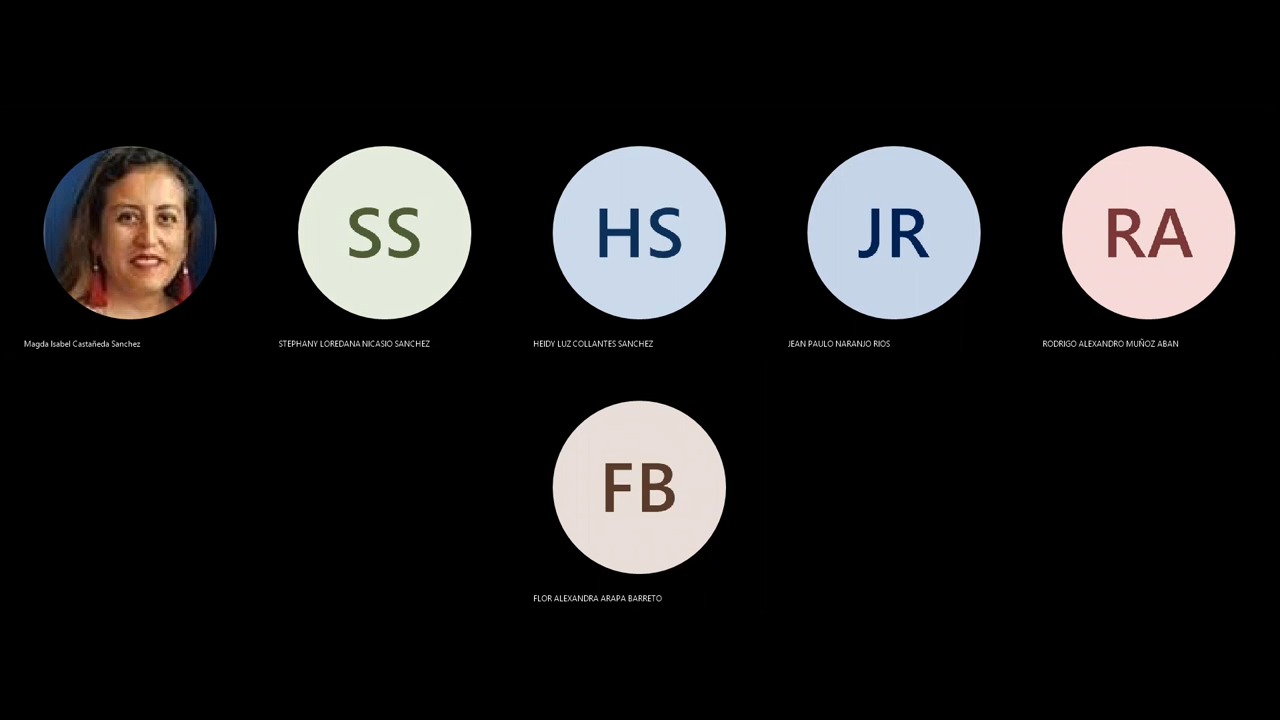 SS
HS
JR
RA
Magda Isabel Castañeda Sanchez
STEPHANY LOREDANA NICASIO SANCHEZ
HEIDY LUZ COLLANTES SANCHEZ
JEAN PAULO NARANJO RIOS
RODRIGO ALEXANDRO MUÑOZ ABAN
FB
FLOR ALEXANDRA ARAPA BARRETO